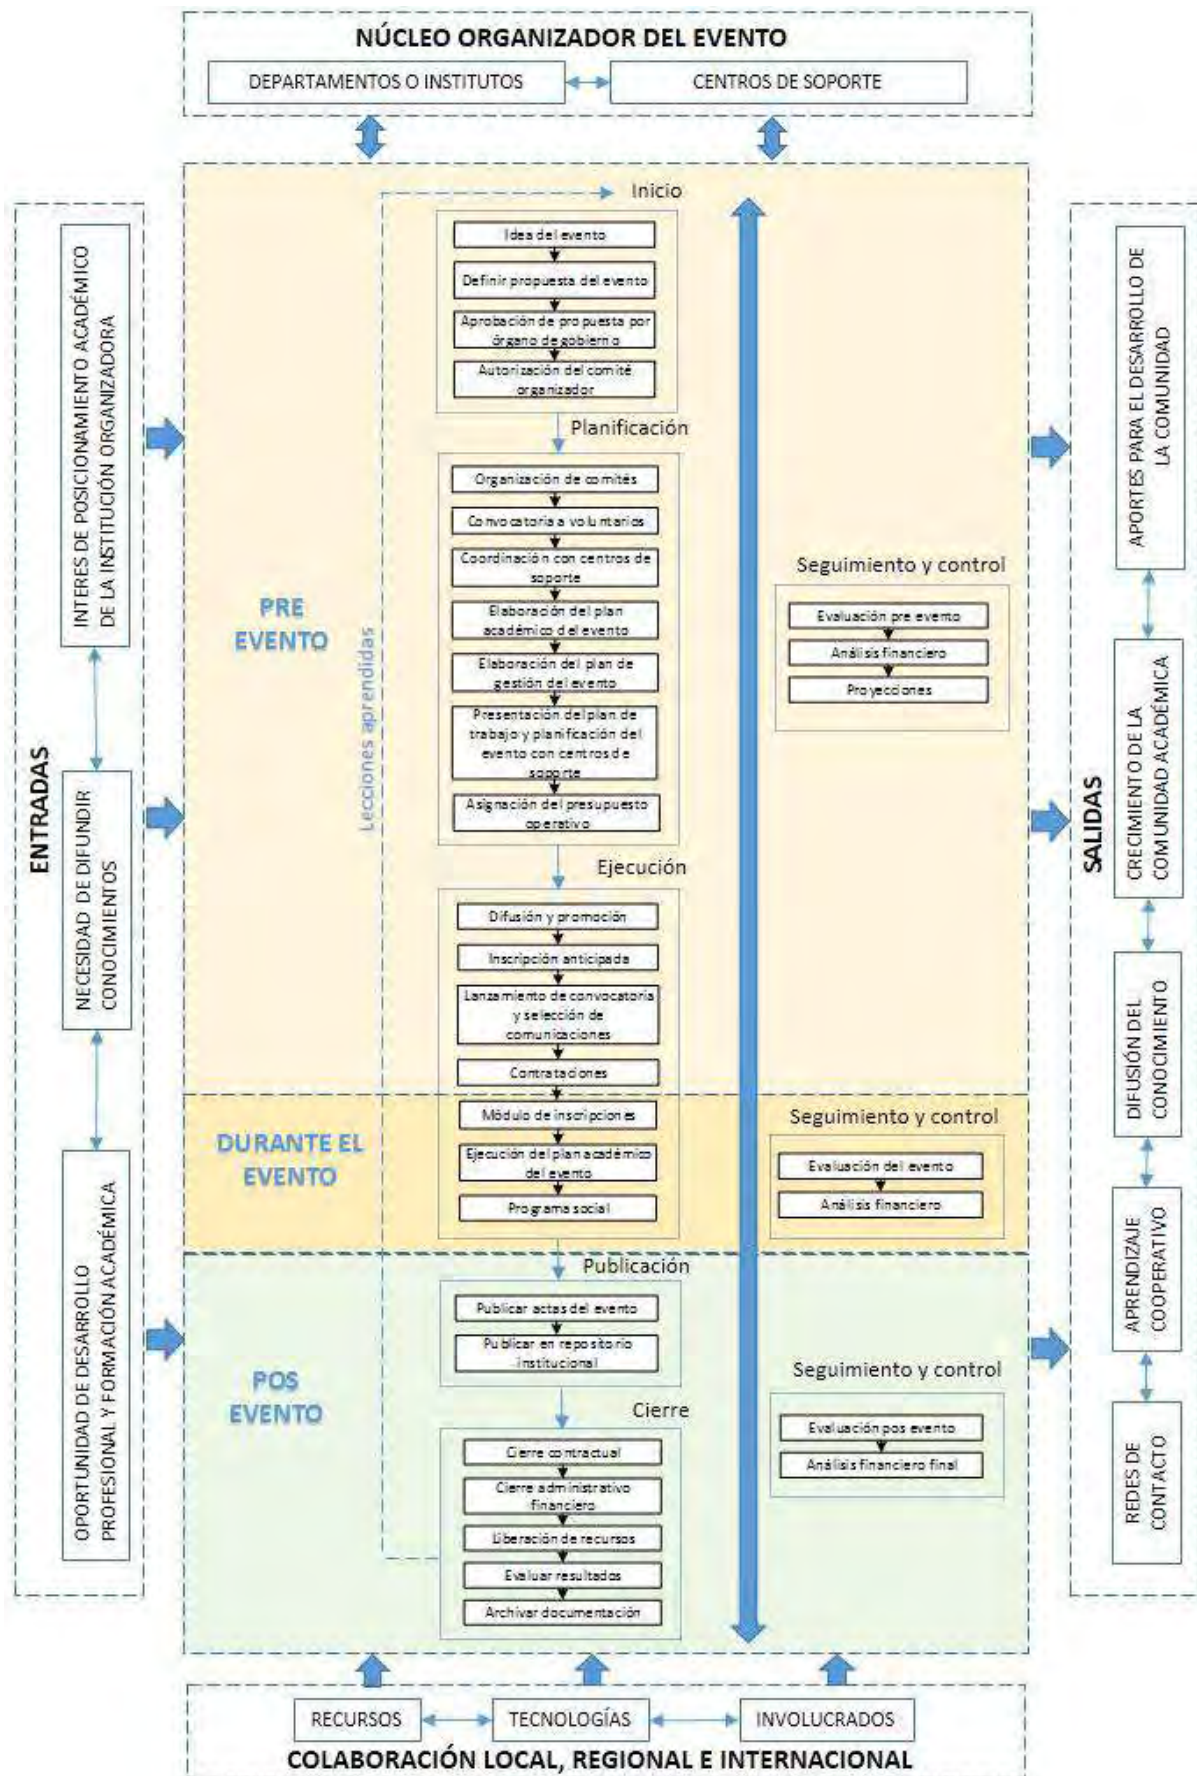 NÚCLEO ORGANIZADOR DEL EVENTO
DEPARTAMENTOS O INSTITUTOS
CENTROS DE SOPORTE
ENTRADAS
INTERES DE POSICIONAMIENTO ACADÉMICO
DE LA INSTITUCIÓN ORGANIZADORA
NECESIDAD DE DIFUNDIR
CONOCIMIENTOS
OPORTUNIDAD DE DESARROLLO
PROFESIONAL Y FORMACIÓN ACADÉMICA
PRE
EVENTO
Lecciones aprendidas
Inicio
Idea del evento
Definir propuesta del evento
Aprobación de propuesta por
órgano de gobierno
Autorización del comité
organizador
Planificación
Organización de comités
Convocatoria a voluntarios
Coordinación con centros de
soporte
Elaboración del plan
académico del evento
Elaboración del plan de
gestión del evento
Presentación del plan de
trabajo y planificación del
evento con centros de
soporte
Asignación del presupuesto
operativo
Seguimiento y control
Evaluación pre evento
Análisis financiero
Proyecciones
Ejecución
Difusión y promoción
Inscripción anticipada
Lanzamiento de convocatoria
y selección de
comunicaciones
Contrataciones
DURANTE EL
EVENTO
Módulo de inscripciones
Ejecución del plan académico
del evento
Programa social
Seguimiento y control
Evaluación del evento
Análisis financiero
POS
EVENTO
Publicación
Publicar actas del evento
Publicar en repositorio
institucional
Cierre
Cierre contractual
Cierre administrativo
financiero
Liberación de recursos
Evaluar resultados
Archivar documentación
Seguimiento y control
Evaluación pos evento
Análisis financiero final
SALIDAS
APORTES PARA EL DESARROLLO DE
LA COMUNIDAD
CRECIMIENTO DE LA
COMUNIDAD ACADÉMICA
DIFUSIÓN DEL
CONOCIMIENTO
APRENDIZAJE
COOPERATIVO
REDES DE
CONTACTO
RECURSOS
TECNOLOGÍAS
INVOLUCRADOS
COLABORACIÓN LOCAL, REGIONAL E INTERNACIONAL